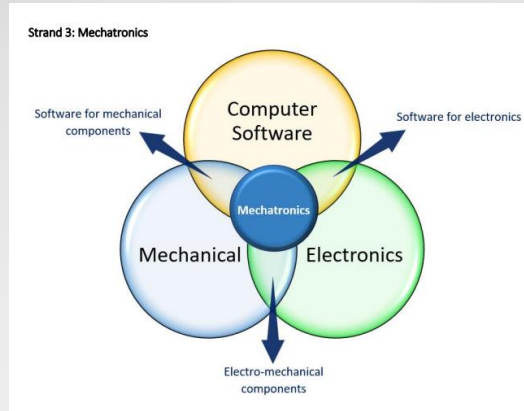 Strand 3: Mechatronics
Computer
Software
Software for mechanical
components
Software for electronics
Mechatronics
Mechanical
Electronics
Electro-mechanical
components